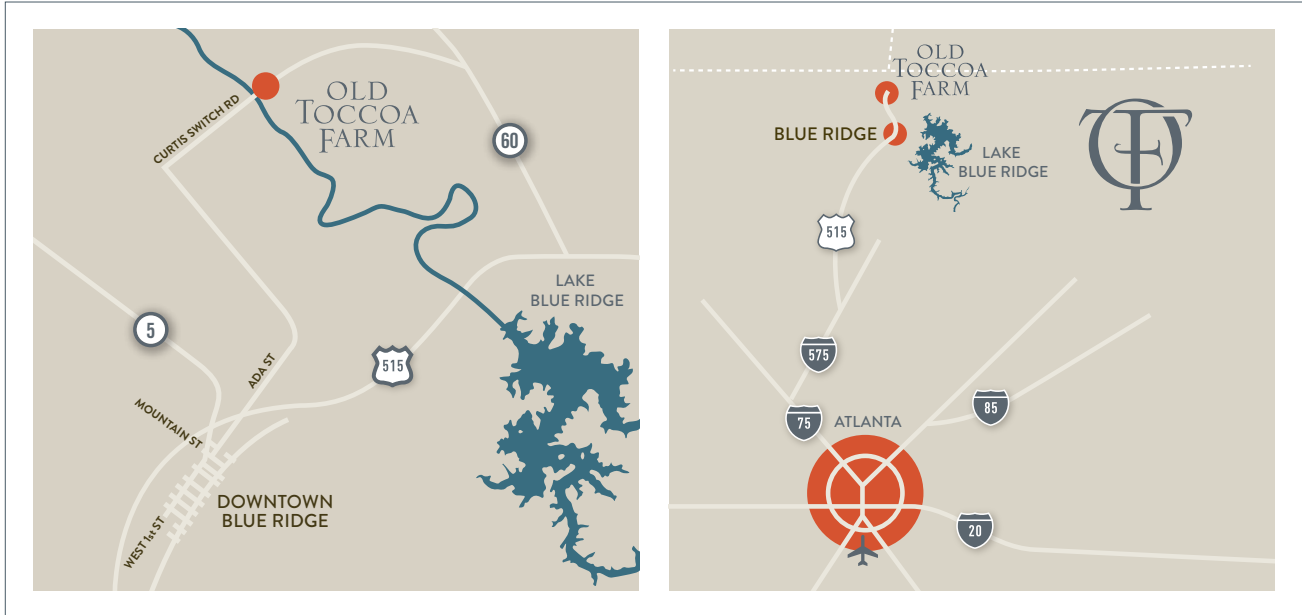 OLD
TOCCOA
FARM
CURTIS SWITCH RD
60
LAKE
BLUE RIDGE
5
515
ADA ST
MOUNTAIN ST
DOWNTOWN
BLUE RIDGE
WEST 1st ST
OLD
TOCCOA
FARM
BLUE RIDGE
LAKE
BLUE RIDGE
OTF
515
575
75
85
ATLANTA
20